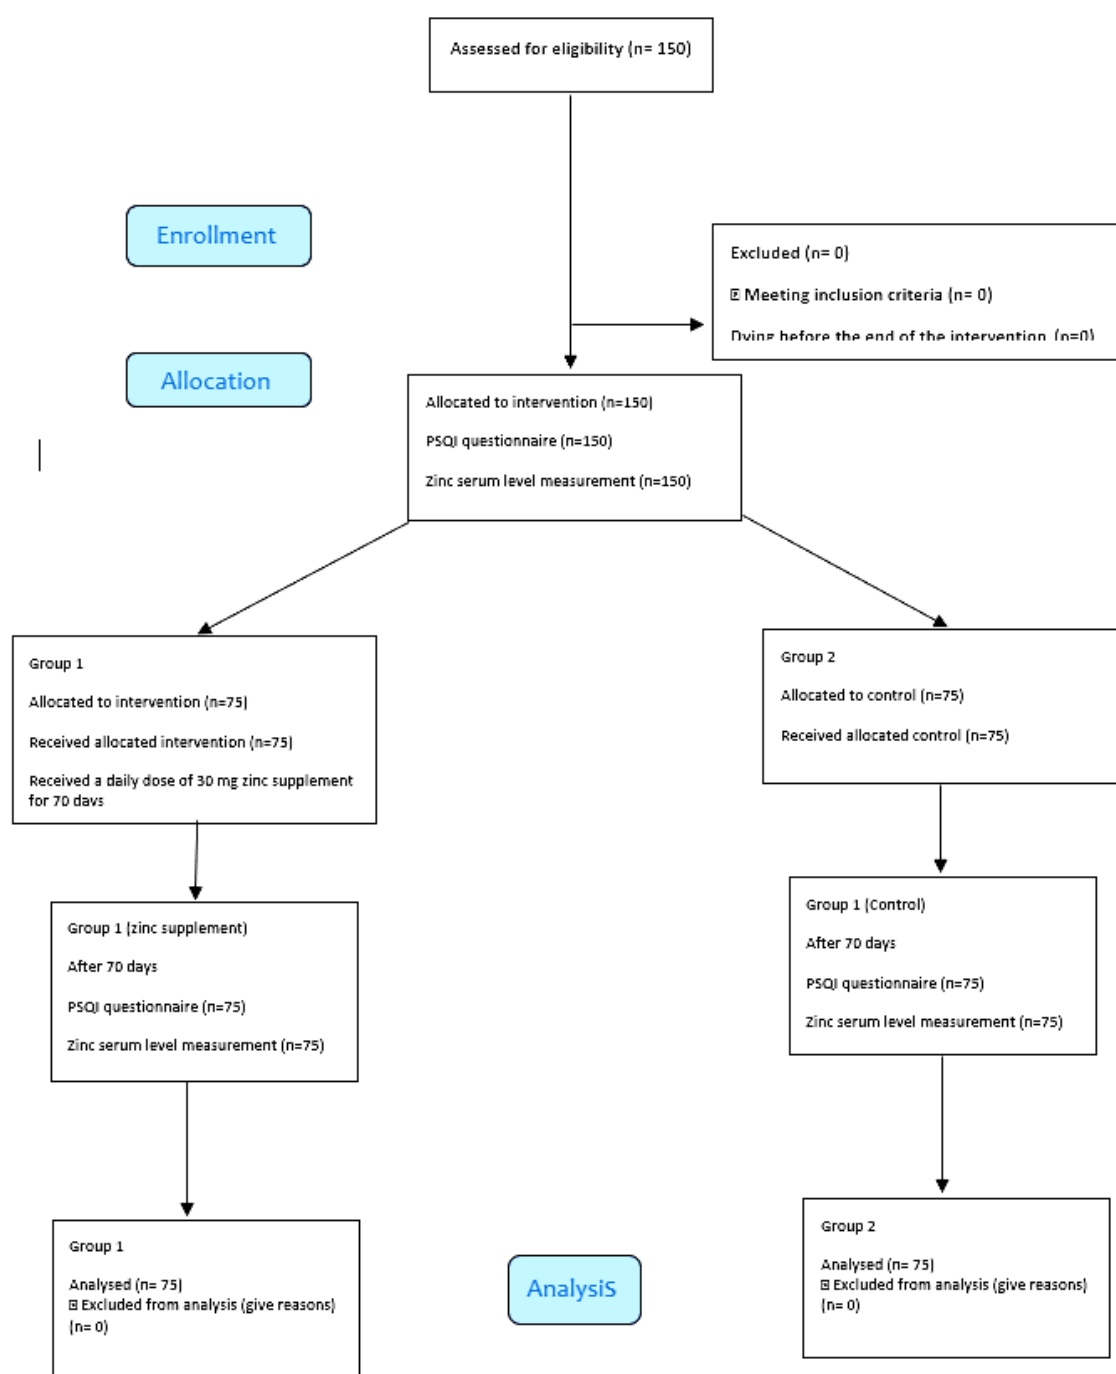 Assessed for eligibility (n= 150)
Enrollment
Excluded (n= 0)
⍰ Meeting inclusion criteria (n= 0)
Dying before the end of the intervention (n=0)
Allocation
Allocated to intervention (n=150)
PSQI questionnaire (n=150)
Zinc serum level measurement (n=150)
Group 1
Allocated to intervention (n=75)
Received allocated intervention (n=75)
Received a daily dose of 30 mg zinc supplement
for 70 days
Group 2
Allocated to control (n=75)
Received allocated control (n=75)
Group 1 (zinc supplement)
After 70 days
PSQI questionnaire (n=75)
Zinc serum level measurement (n=75)
Group 1 (Control)
After 70 days
PSQI questionnaire (n=75)
Zinc serum level measurement (n=75)
Group 1
Analysed (n= 75)
⍰ Excluded from analysis (give reasons)
(n= 0)
Analysis
Group 2
Analysed (n= 75)
⍰ Excluded from analysis (give reasons)
(n= 0)